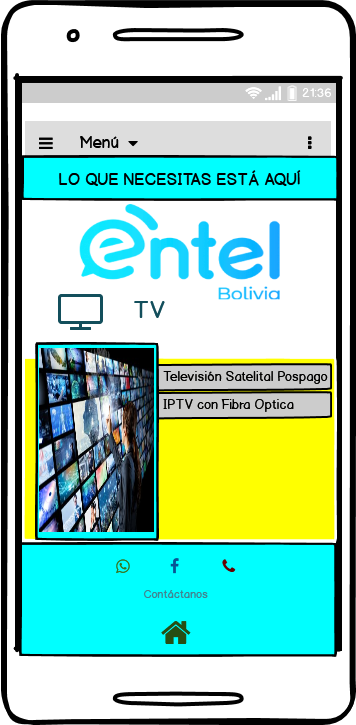 21:36
Menú
LO QUE NECESITAS ESTÁ AQUÍ
entel
Bolivia
TV
Televisión Satelital Pospago
IPTV con Fibra Optica
Contáctanos